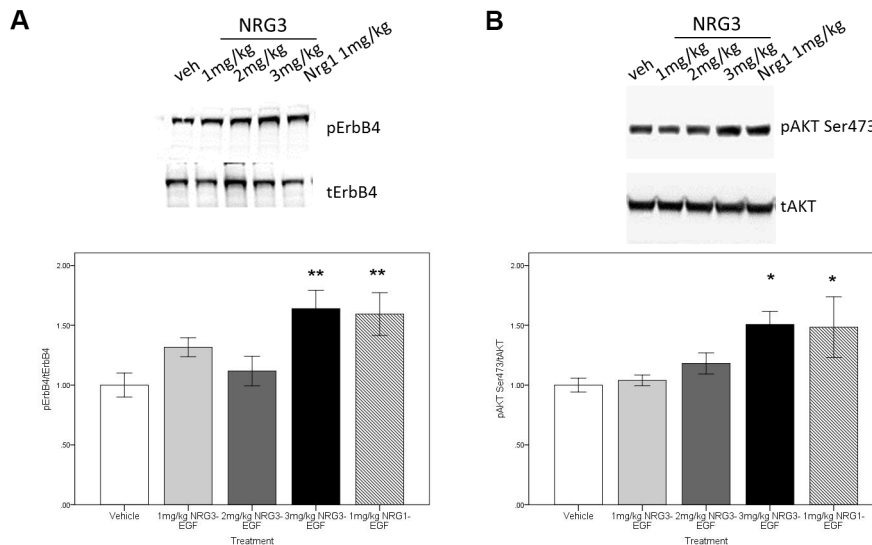 A
NRG3
veh 1mg/kg 2mg/kg 3mg/kg Nrg1 1mg/kg
pErbB4
tErbB4
2.00
**
**
1.50
1.00
.50
.00
pErbB4/tErbB4
Vehicle 1mg/kg NRG3-EGF 2mg/kg NRG3-EGF 3mg/kg NRG3-EGF 1mg/kg NRG1-EGF
Treatment
B
NRG3
veh 1mg/kg 2mg/kg 3mg/kg Nrg1 1mg/kg
pAKT Ser473
tAKT
2.00
*
*
1.50
1.00
.50
.00
pAKT Ser473/tAKT
Vehicle 1mg/kg NRG3-EGF 2mg/kg NRG3-EGF 3mg/kg NRG3-EGF 1mg/kg NRG1-EGF
Treatment